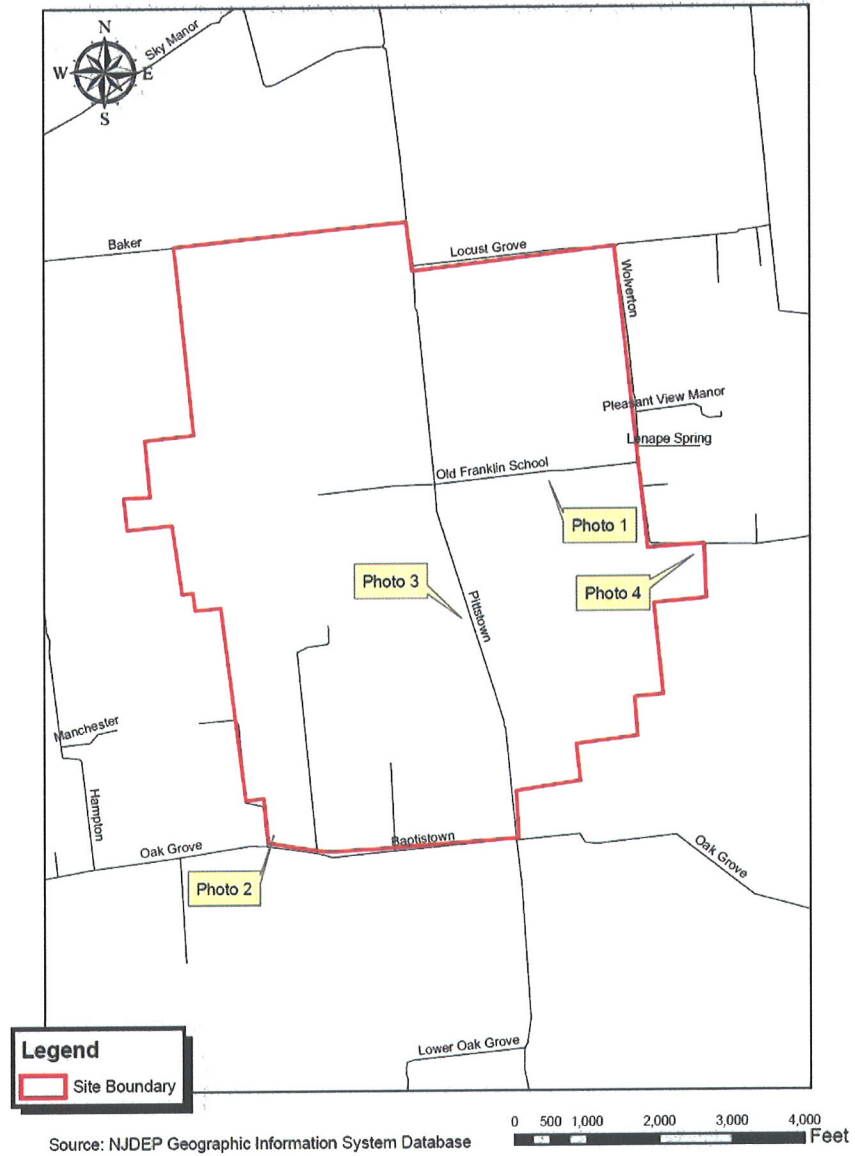 N
Sky Manor
W E
S
Baker
Locust Grove
Wolverton
Pleasant View Manor
Lenape Spring
Old Franklin School
Photo 1
Photo 3
Photo 4
Pittstown
Manchester
Hampton
Oak Grove
Baptistown
Oak Grove
Photo 2
Lower Oak Grove
Legend
Site Boundary
0 500 1,000 2,000 3,000 4,000
Feet
Source: NJDEP Geographic Information System Database